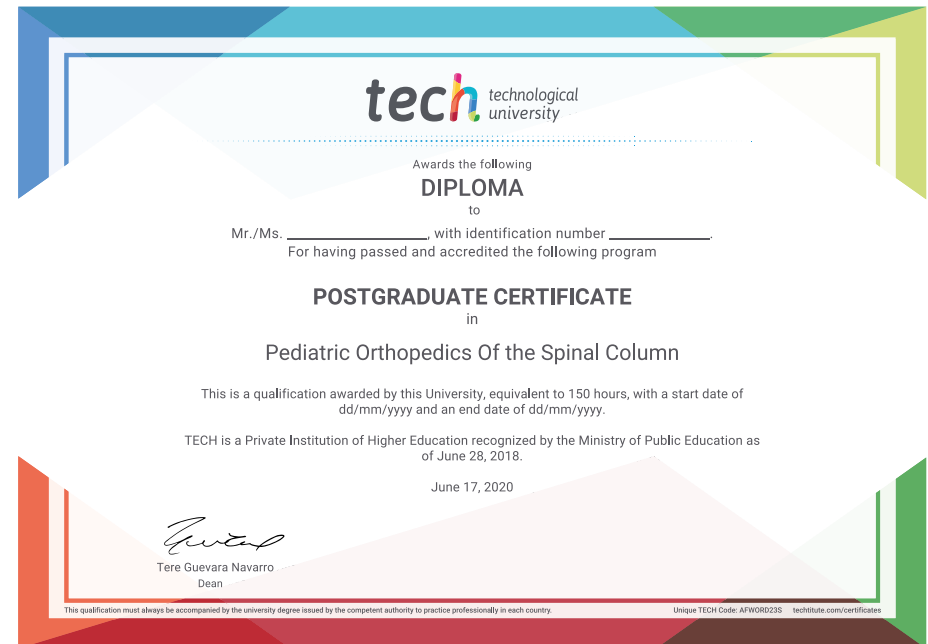 tech technological
university
Awards the following
DIPLOMA
to
Mr./Ms. ____________________, with identification number ______________.
For having passed and accredited the following program
POSTGRADUATE CERTIFICATE
in
Pediatric Orthopedics Of the Spinal Column
This is a qualification awarded by this University, equivalent to 150 hours, with a start date of
dd/mm/yyyy and an end date of dd/mm/yyyy.
TECH is a Private Institution of Higher Education recognized by the Ministry of Public Education as
of June 28, 2018.
June 17, 2020
Tere Guevara Navarro
Dean
This qualification must always be accompanied by the university degree issued by the competent authority to practice professionally in each country.
Unique TECH Code: AFWORD23S techtitute.com/certificates